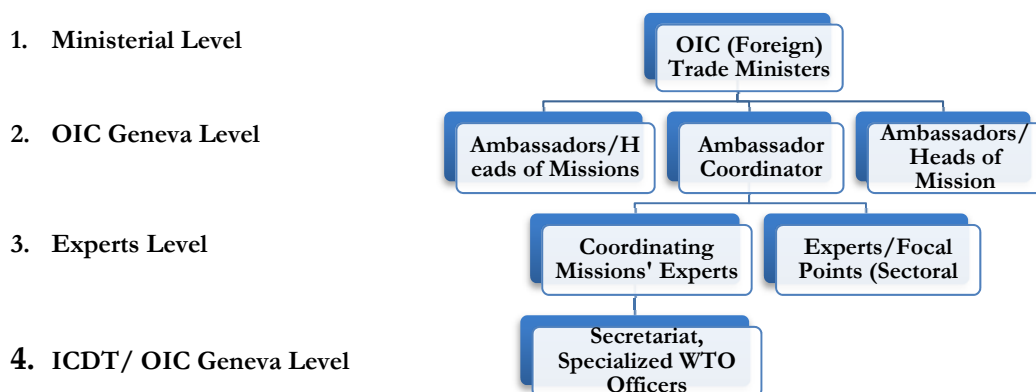 1. Ministerial Level
OIC (Foreign)
Trade Ministers
2. OIC Geneva Level
Ambassadors/H
eads of Missions
Ambassador
Coordinator
Ambassadors/
Heads of
Mission
3. Experts Level
Coordinating
Missions' Experts
Experts/Focal
Points (Sectoral
4. ICDT/ OIC Geneva Level
Secretariat,
Specialized WTO
Officers